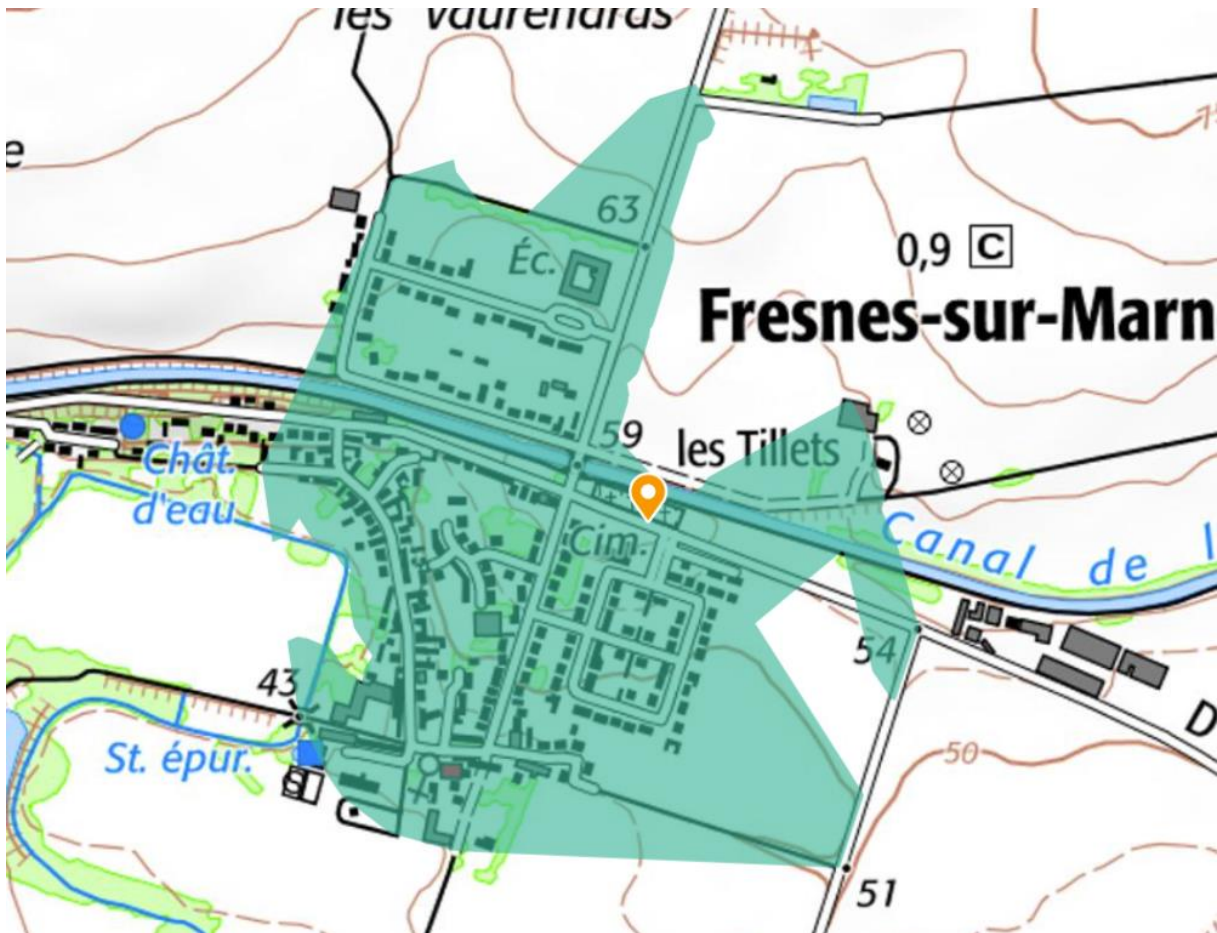 les Vaurendras
e
63
Éc.
0,9 C
Fresnes-sur-Marn
59
les Tillets
Chât.
d'eau
Cim.
Canal de l
54
43
St. épur.
D
50
51